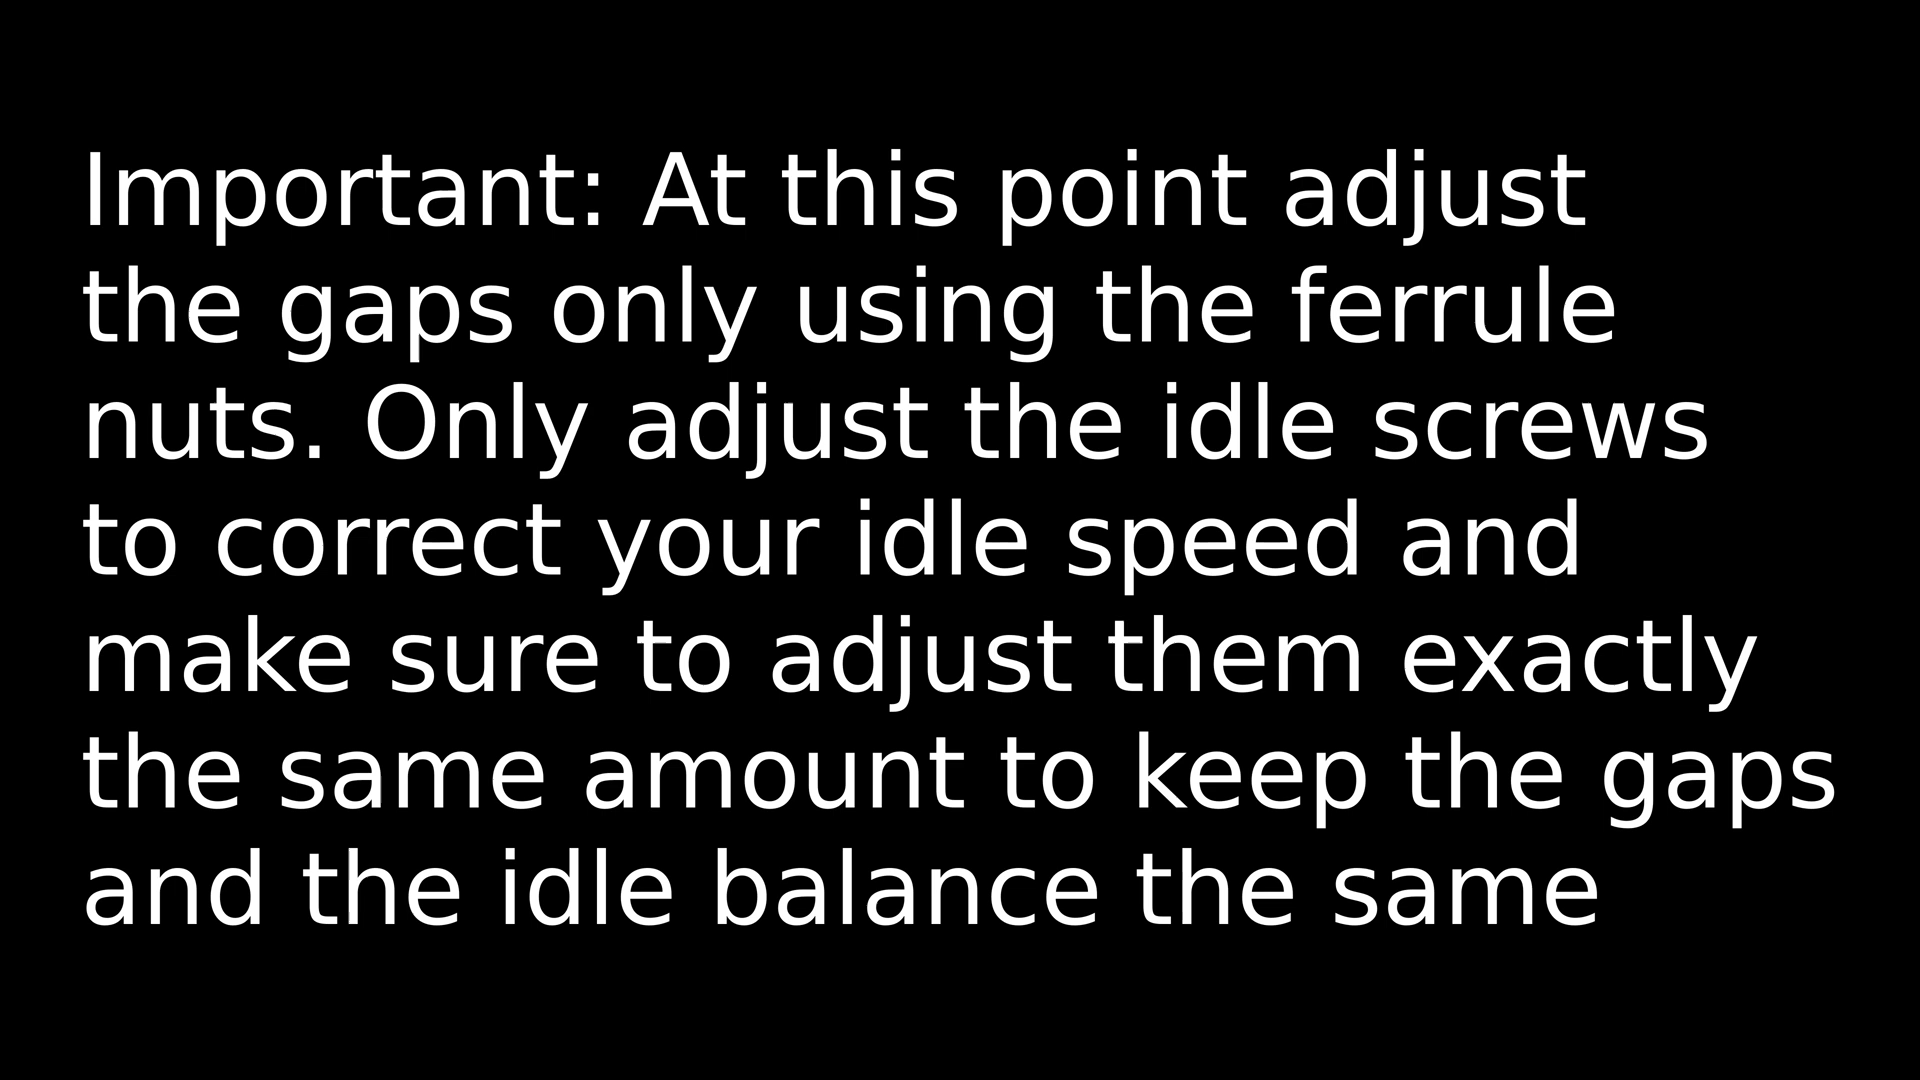 Important: At this point adjust
the gaps only using the ferrule
nuts. Only adjust the idle screws
to correct your idle speed and
make sure to adjust them exactly
the same amount to keep the gaps
and the idle balance the same